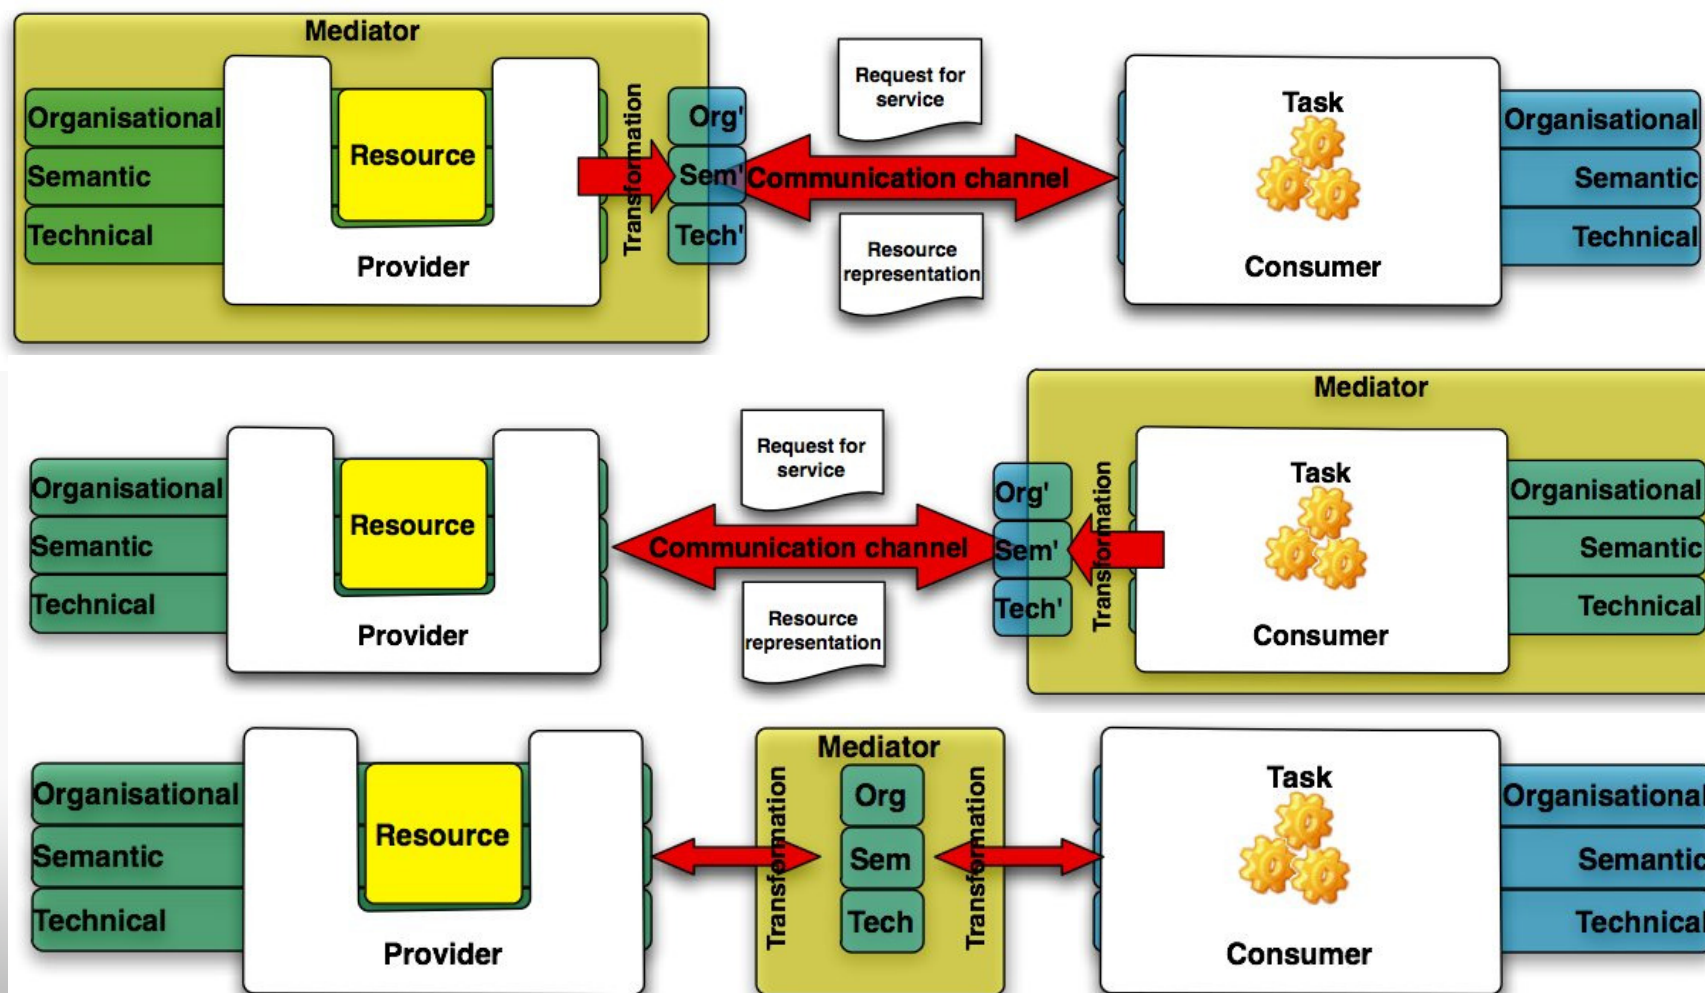 Mediator
Organisational
Semantic
Technical
Resource
Provider
Transformation
Org'
Sem'
Tech'
Request for
service
Communication channel
Resource
representation
Task
Consumer
Organisational
Semantic
Technical
Mediator
Organisational
Semantic
Technical
Resource
Provider
Request for
service
Communication channel
Resource
representation
Org'
Sem'
Tech'
Transformation
Task
Consumer
Organisational
Semantic
Technical
Organisational
Semantic
Technical
Resource
Provider
Mediator
Transformation
Org
Sem
Tech
Transformation
Task
Consumer
Organisational
Semantic
Technical